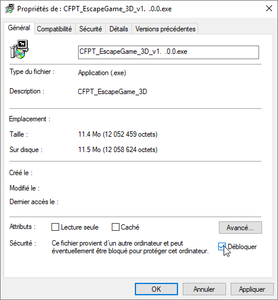 Propriétés de : CFPT_EscapeGame_3D_v1. .0.0.exe
Général Compatibilité Sécurité Détails Versions précédentes
CFPT_EscapeGame_3D_v1. .0.0.exe
Type du fichier : Application (.exe)
Description : CFPT_EscapeGame_3D
Emplacement :
Taille : 11.4 Mo (12 052 459 octets)
Sur disque : 11.5 Mo (12 058 624 octets)
Créé le :
Modifié le :
Dernier accès le :
Attributs : Lecture seule Caché Avancé...
Sécurité : Ce fichier provient d'un autre ordinateur et peut éventuellement être bloqué pour protéger cet ordinateur. Débloquer
OK Annuler Appliquer